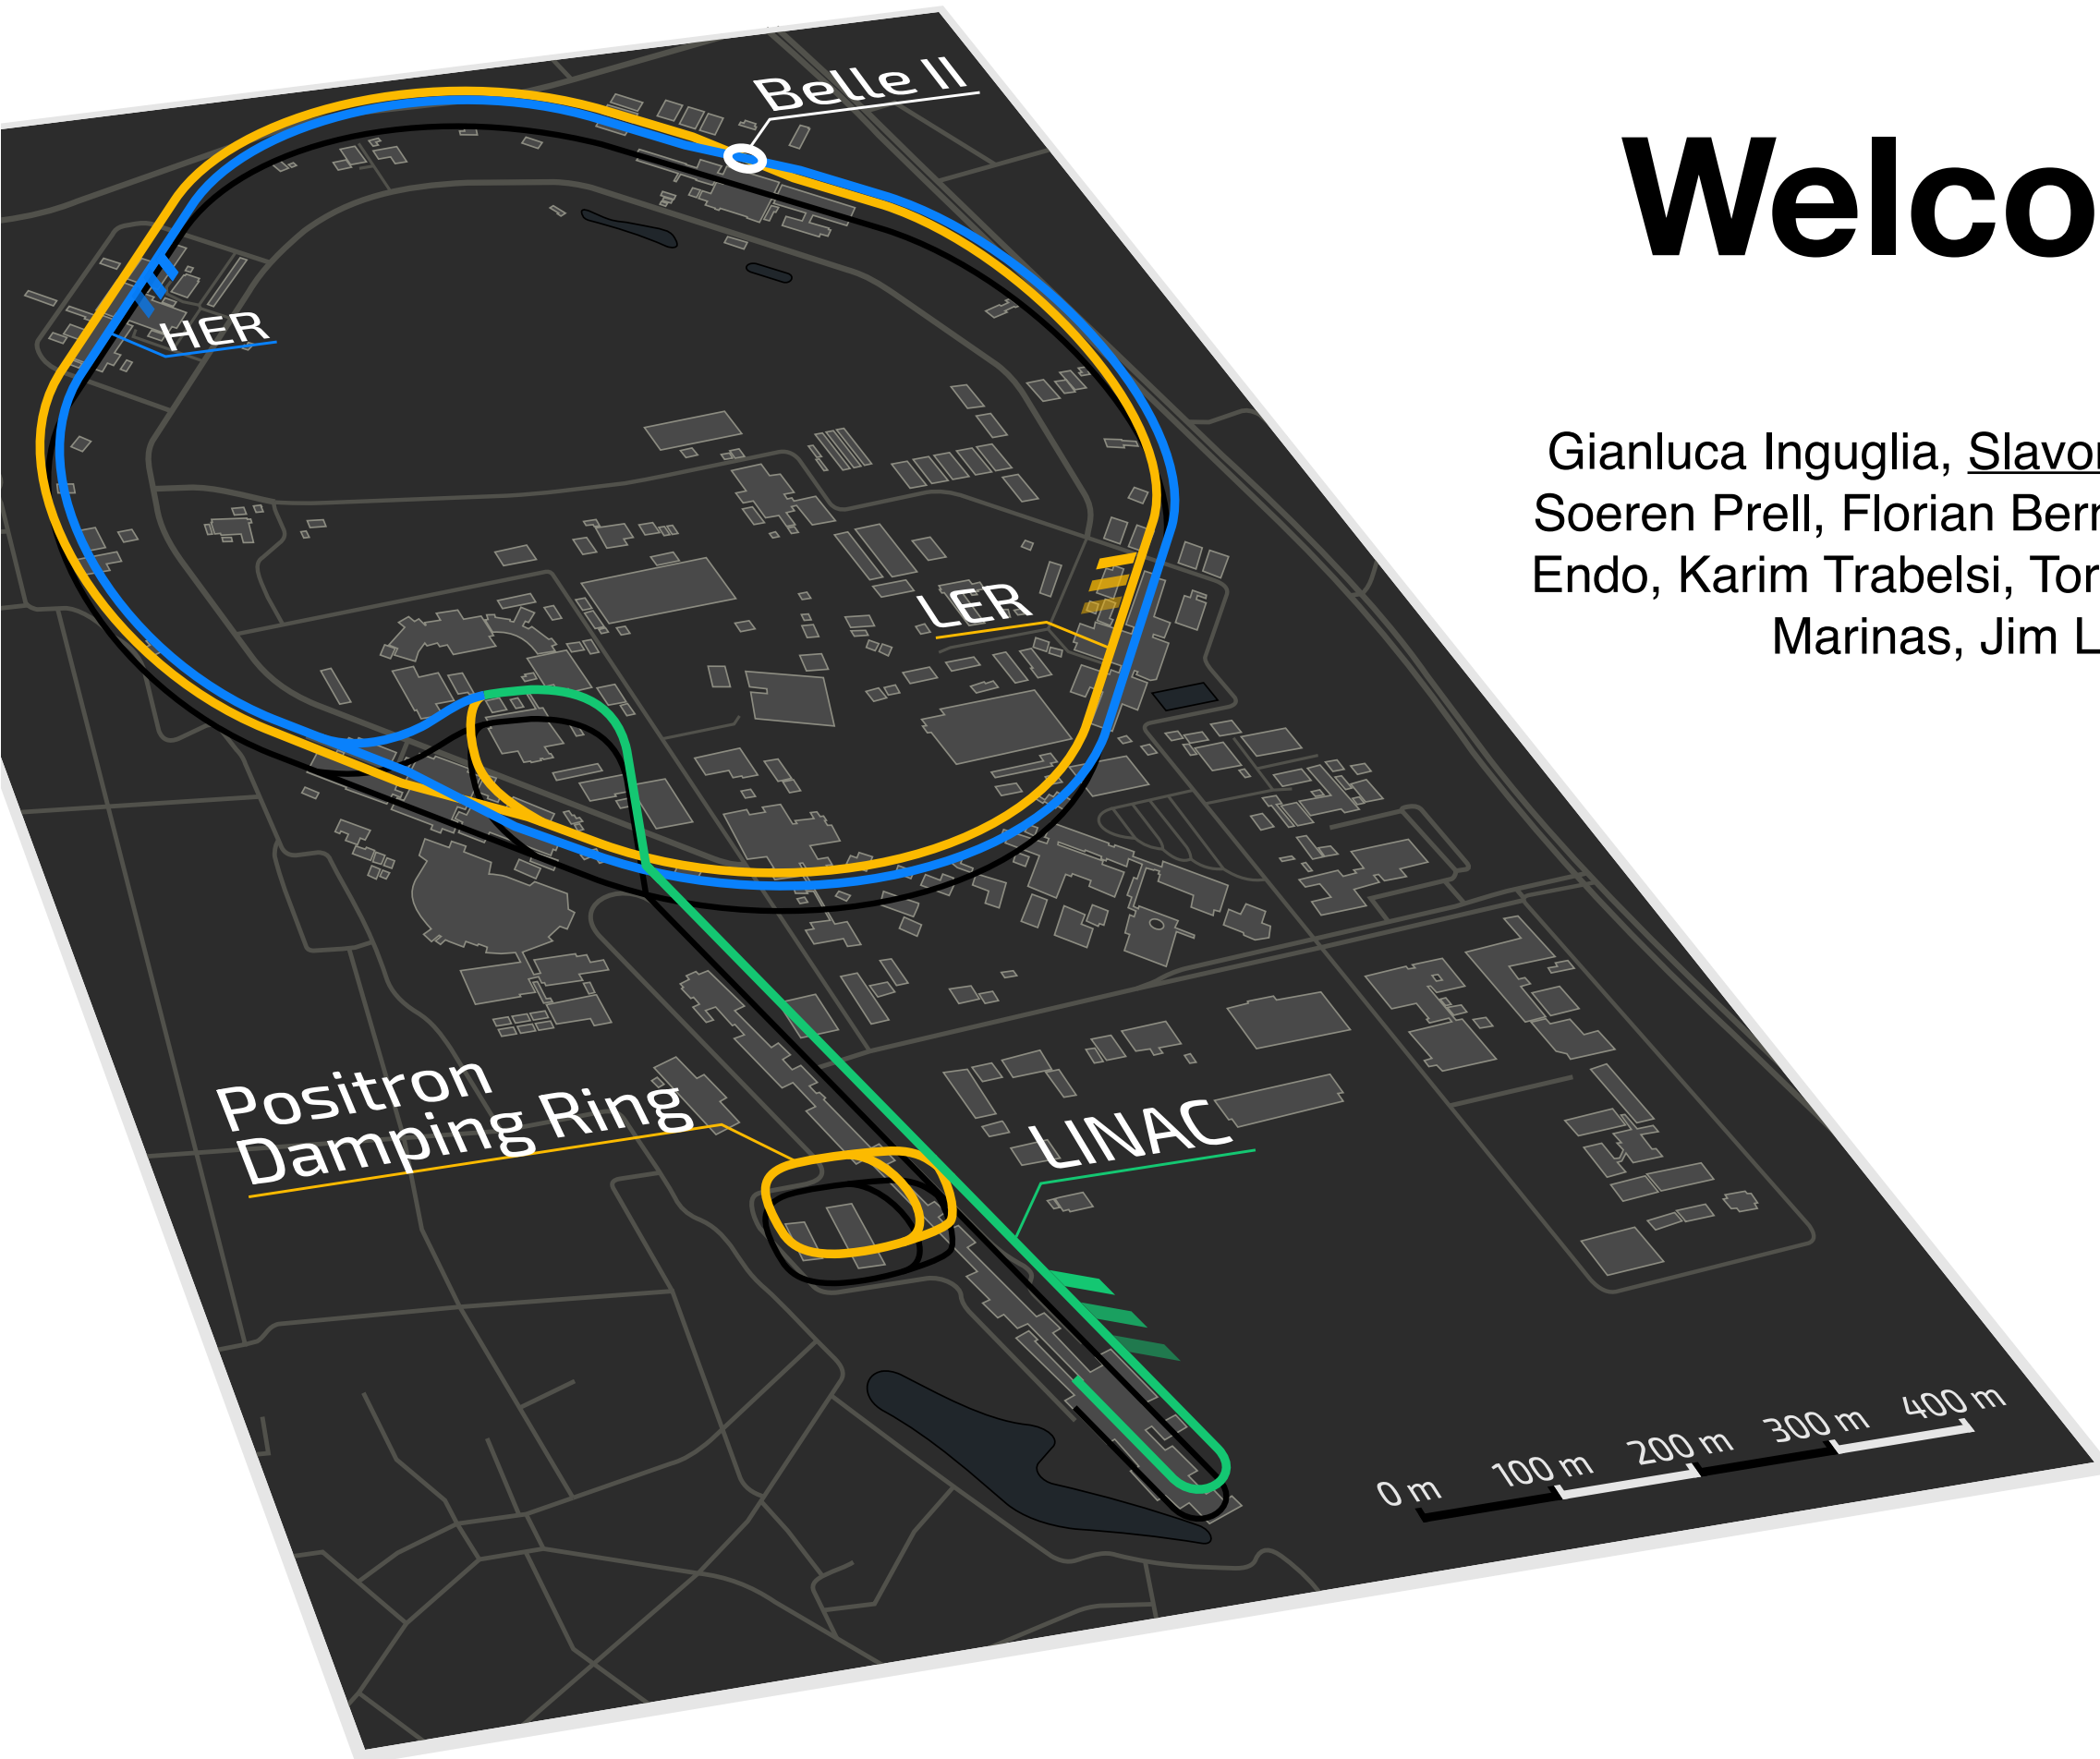 Belle II
HER
LER
Positron
Damping Ring
LINAC
0 m 100 m 200 m 300 m 400 m
Welco
Gianluca Inguglia, Slavo
Soeren Prell, Florian Ber
Endo, Karim Trabelsi, Tor
Marinas, Jim L